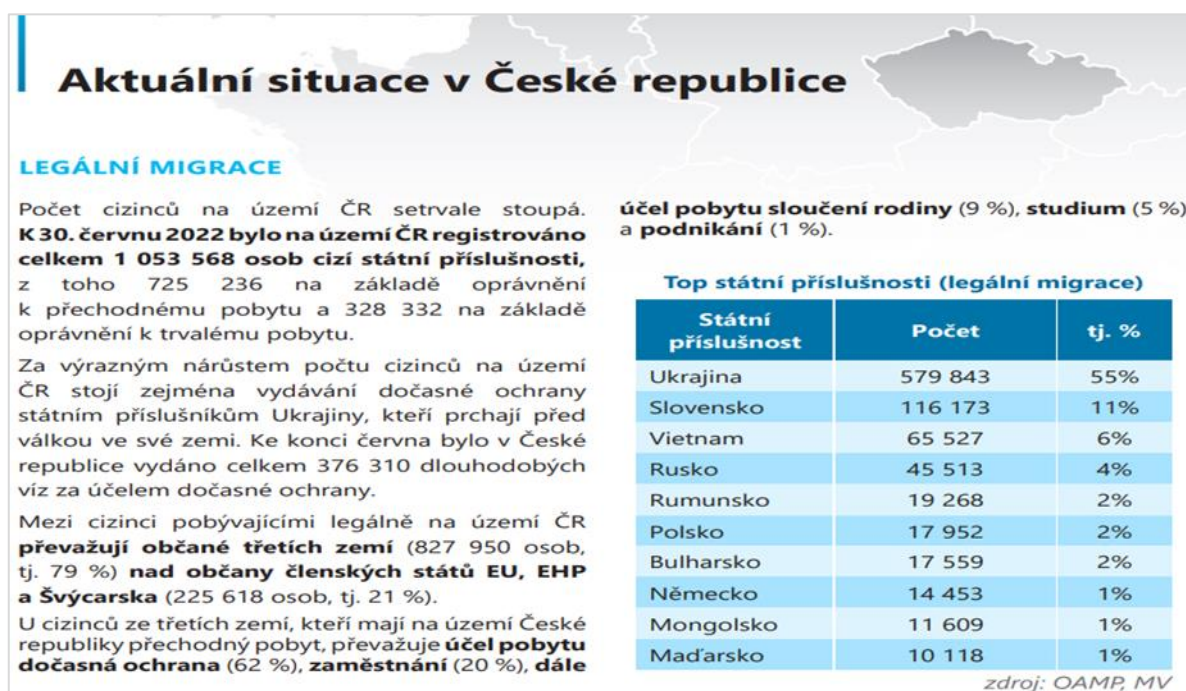 Aktuální situace v České republice
LEGÁLNÍ MIGRACE
Počet cizinců na území ČR setrvale stoupá.
K 30. červnu 2022 bylo na území ČR registrováno
celkem 1 053 568 osob cizí státní příslušnosti,
z toho 725 236 na základě oprávnění
k přechodnému pobytu a 328 332 na základě
oprávnění k trvalému pobytu.
Za výrazným nárůstem počtu cizinců na území
ČR stojí zejména vydávání dočasné ochrany
státním příslušníkům Ukrajiny, kteří prchají před
válkou ve své zemi. Ke konci června bylo v České
republice vydáno celkem 376 310 dlouhodobých
víz za účelem dočasné ochrany.
Mezi cizinci pobývajícími legálně na území ČR
převažují občané třetích zemí (827 950 osob,
tj. 79 %) nad občany členských států EU, EHP
a Švýcarska (225 618 osob, tj. 21 %).
U cizinců ze třetích zemí, kteří mají na území České
republiky přechodný pobyt, převažuje účel pobytu
dočasná ochrana (62 %), zaměstnání (20 %), dále
účel pobytu sloučení rodiny (9 %), studium (5 %)
a podnikání (1 %).
Top státní příslušnosti (legální migrace)
Státní příslušnost Počet tj. %
Ukrajina 579 843 55%
Slovensko 116 173 11%
Vietnam 65 527 6%
Rusko 45 513 4%
Rumunsko 19 268 2%
Polsko 17 952 2%
Bulharsko 17 559 2%
Německo 14 453 1%
Mongolsko 11 609 1%
Maďarsko 10 118 1%
zdroj: OAMP, MV